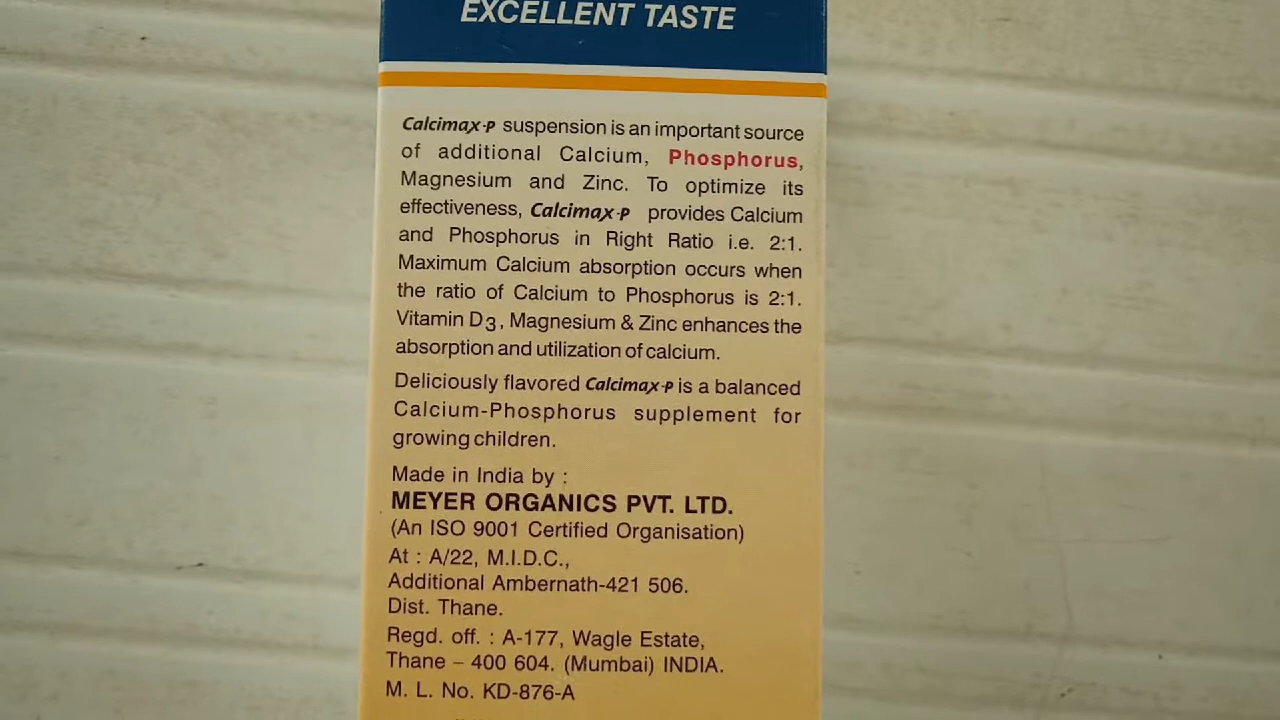 EXCELLENT TASTE
Calcimax-P suspension is an important source
of additional Calcium, Phosphorus,
Magnesium and Zinc. To optimize its
effectiveness, Calcimax-P provides Calcium
and Phosphorus in Right Ratio i.e. 2:1.
Maximum Calcium absorption occurs when
the ratio of Calcium to Phosphorus is 2:1.
Vitamin D3, Magnesium & Zinc enhances the
absorption and utilization of calcium.
Deliciously flavored Calcimax-P is a balanced
Calcium-Phosphorus supplement for
growing children.
Made in India by :
MEYER ORGANICS PVT. LTD.
(An ISO 9001 Certified Organisation)
At : A/22, M.I.D.C.,
Additional Ambernath-421 506.
Dist. Thane.
Regd. off. : A-177, Wagle Estate,
Thane – 400 604. (Mumbai) INDIA.
M. L. No. KD-876-A